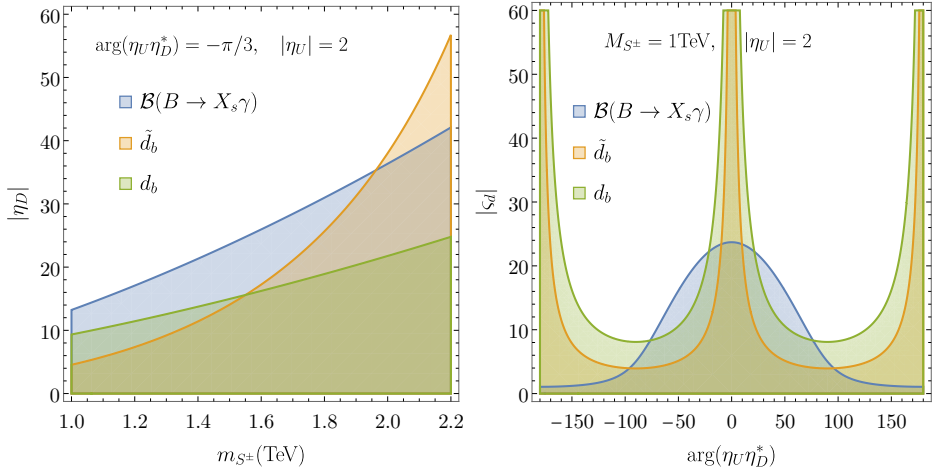 arg(η_U η_D^*) = −π/3, |η_U| = 2
ℬ(B → X_s γ)
d̃_b
d_b
|η_D|
60
50
40
30
20
10
0
1.0 1.2 1.4 1.6 1.8 2.0 2.2
m_{S^±}(TeV)
M_{S^±} = 1TeV, |η_U| = 2
ℬ(B → X_s γ)
d̃_b
d_b
|ς_d|
60
50
40
30
20
10
0
−150 −100 −50 0 50 100 150
arg(η_U η_D^*)